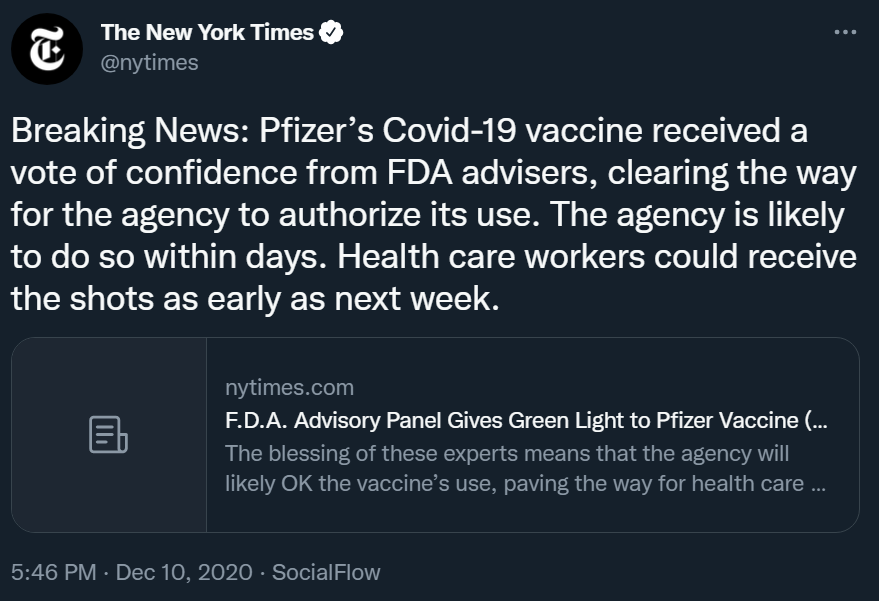 The New York Times
@nytimes
Breaking News: Pfizer’s Covid-19 vaccine received a
vote of confidence from FDA advisers, clearing the way
for the agency to authorize its use. The agency is likely
to do so within days. Health care workers could receive
the shots as early as next week.
nytimes.com
F.D.A. Advisory Panel Gives Green Light to Pfizer Vaccine (...
The blessing of these experts means that the agency will
likely OK the vaccine’s use, paving the way for health care ...
5:46 PM · Dec 10, 2020 · SocialFlow